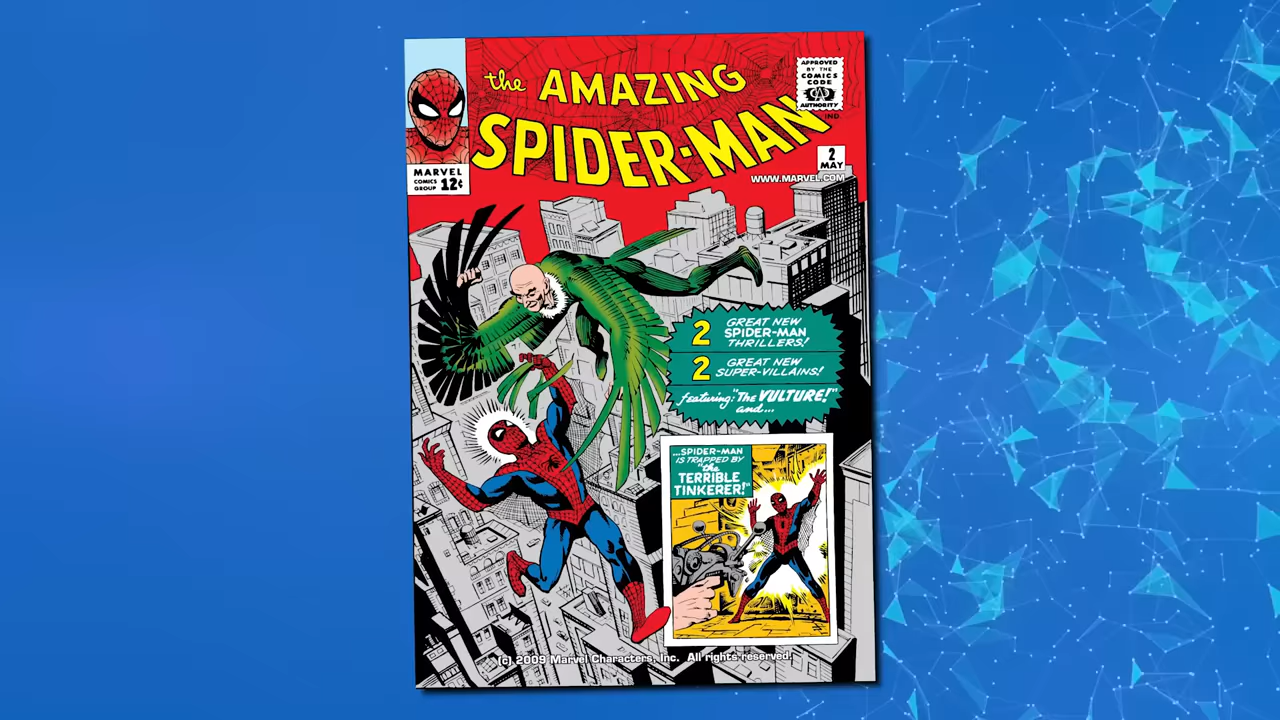 the AMAZING
SPIDER-MAN
MARVEL
COMICS
GROUP 12¢
APPROVED
BY THE
COMICS
CODE
CA
AUTHORITY
IND.
2
MAY
WWW.MARVEL.COM
2 GREAT NEW
SPIDER-MAN
THRILLERS!
2 GREAT NEW
SUPER-VILLAINS!
featuring: "THE VULTURE!"
and...
...SPIDER-MAN
IS TRAPPED BY
"the
TERRIBLE
TINKERER!"
(c) 2009 Marvel Characters, Inc. All rights reserved.